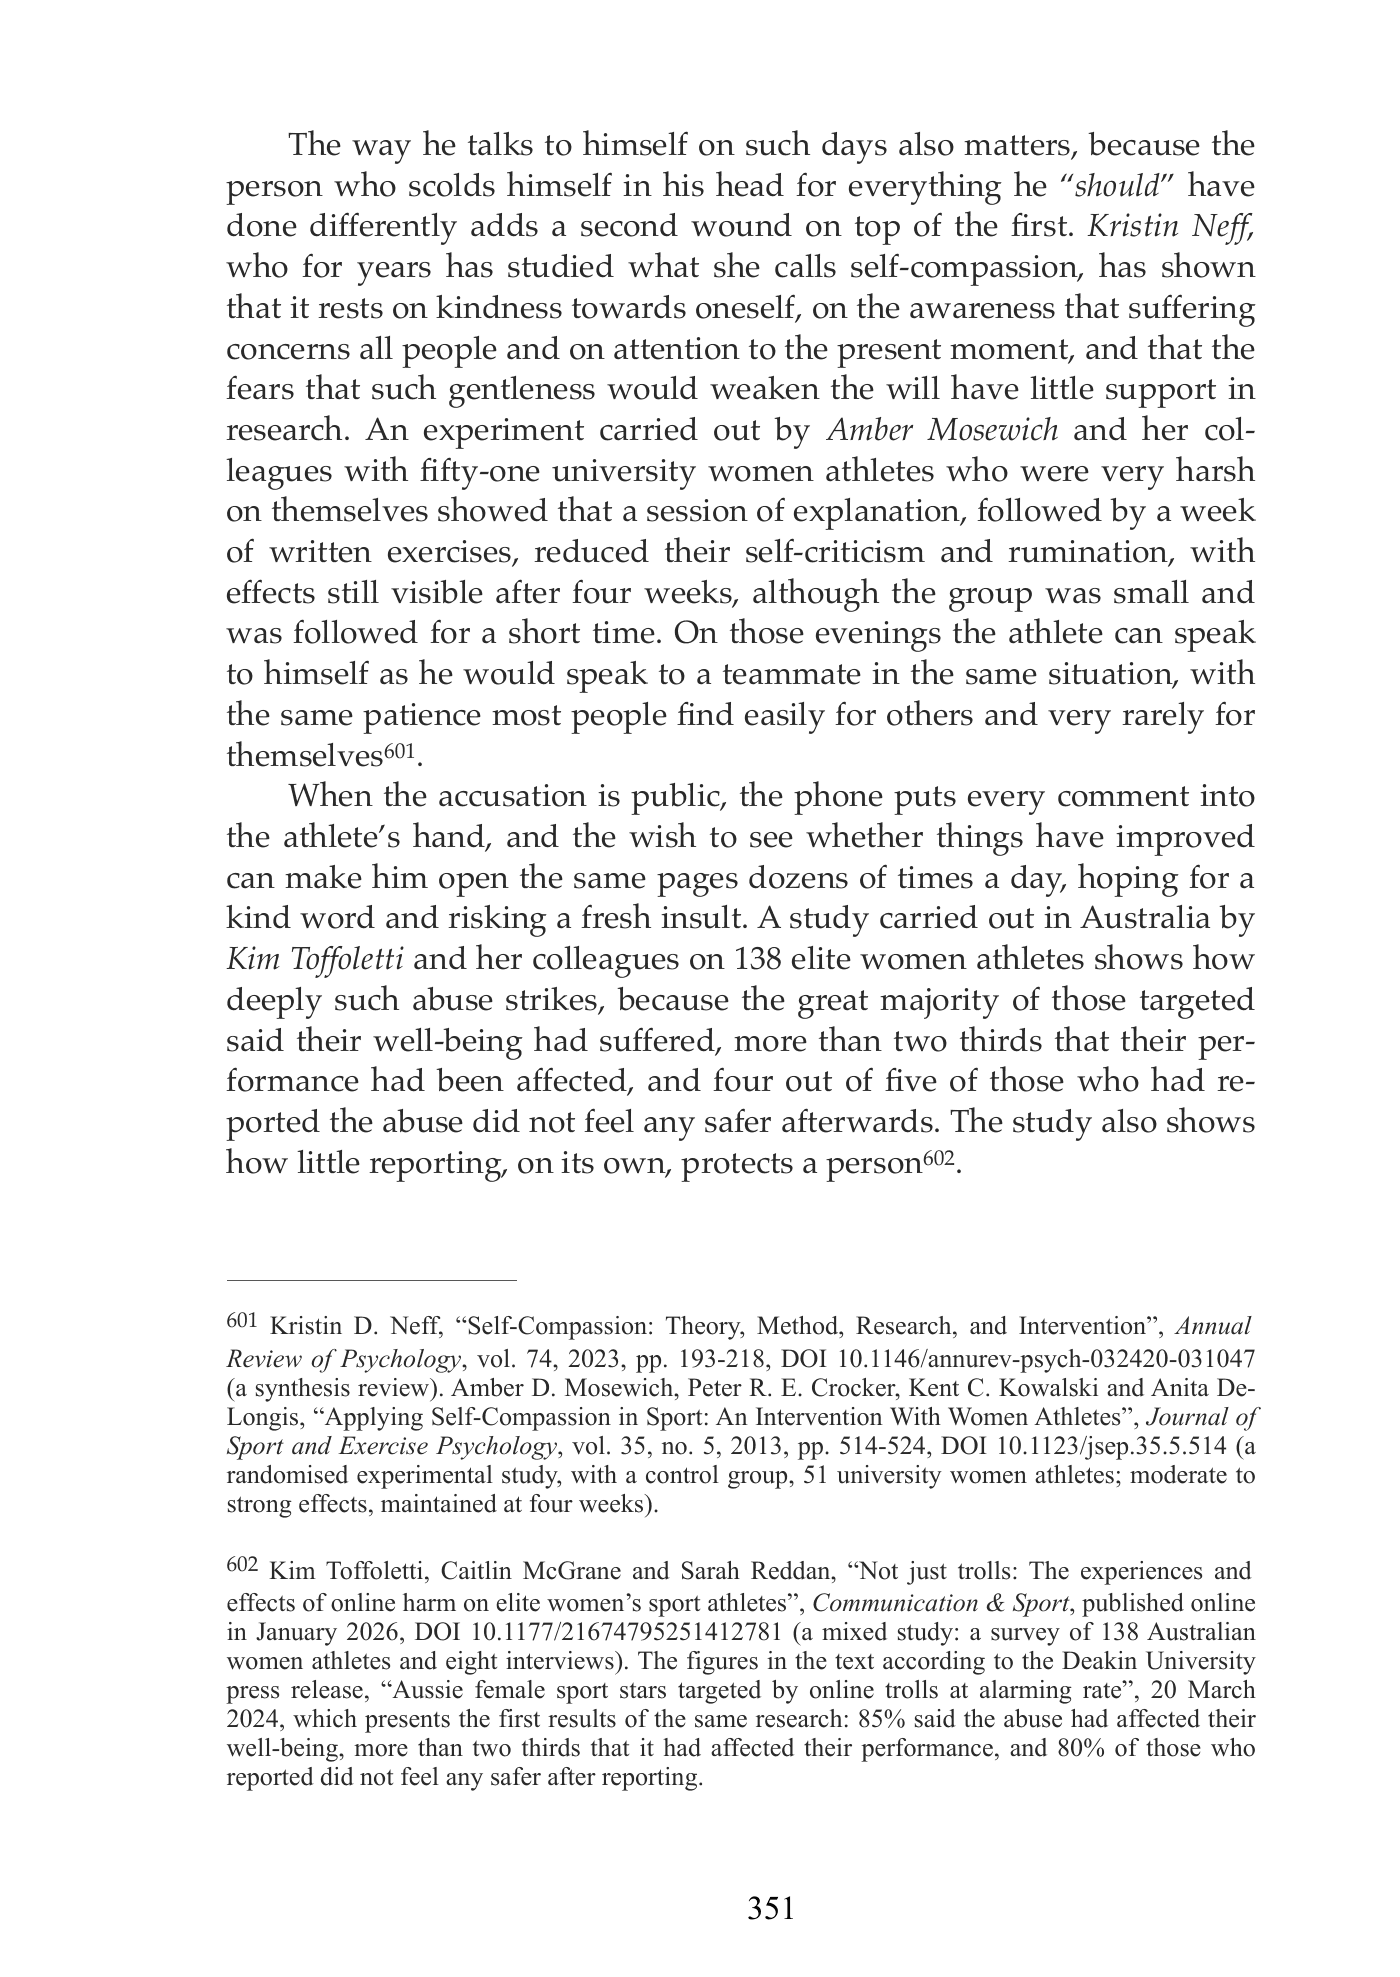 The way he talks to himself on such days also matters, because the
person who scolds himself in his head for everything he “should” have
done differently adds a second wound on top of the first. Kristin Neff,
who for years has studied what she calls self-compassion, has shown
that it rests on kindness towards oneself, on the awareness that suffering
concerns all people and on attention to the present moment, and that the
fears that such gentleness would weaken the will have little support in
research. An experiment carried out by Amber Mosewich and her col-
leagues with fifty-one university women athletes who were very harsh
on themselves showed that a session of explanation, followed by a week
of written exercises, reduced their self-criticism and rumination, with
effects still visible after four weeks, although the group was small and
was followed for a short time. On those evenings the athlete can speak
to himself as he would speak to a teammate in the same situation, with
the same patience most people find easily for others and very rarely for
themselves601.
When the accusation is public, the phone puts every comment into
the athlete’s hand, and the wish to see whether things have improved
can make him open the same pages dozens of times a day, hoping for a
kind word and risking a fresh insult. A study carried out in Australia by
Kim Toffoletti and her colleagues on 138 elite women athletes shows how
deeply such abuse strikes, because the great majority of those targeted
said their well-being had suffered, more than two thirds that their per-
formance had been affected, and four out of five of those who had re-
ported the abuse did not feel any safer afterwards. The study also shows
how little reporting, on its own, protects a person602.
601 Kristin D. Neff, “Self-Compassion: Theory, Method, Research, and Intervention”, Annual
Review of Psychology, vol. 74, 2023, pp. 193-218, DOI 10.1146/annurev-psych-032420-031047
(a synthesis review). Amber D. Mosewich, Peter R. E. Crocker, Kent C. Kowalski and Anita De-
Longis, “Applying Self-Compassion in Sport: An Intervention With Women Athletes”, Journal of
Sport and Exercise Psychology, vol. 35, no. 5, 2013, pp. 514-524, DOI 10.1123/jsep.35.5.514 (a
randomised experimental study, with a control group, 51 university women athletes; moderate to
strong effects, maintained at four weeks).
602 Kim Toffoletti, Caitlin McGrane and Sarah Reddan, “Not just trolls: The experiences and
effects of online harm on elite women’s sport athletes”, Communication & Sport, published online
in January 2026, DOI 10.1177/21674795251412781 (a mixed study: a survey of 138 Australian
women athletes and eight interviews). The figures in the text according to the Deakin University
press release, “Aussie female sport stars targeted by online trolls at alarming rate”, 20 March
2024, which presents the first results of the same research: 85% said the abuse had affected their
well-being, more than two thirds that it had affected their performance, and 80% of those who
reported did not feel any safer after reporting.
351